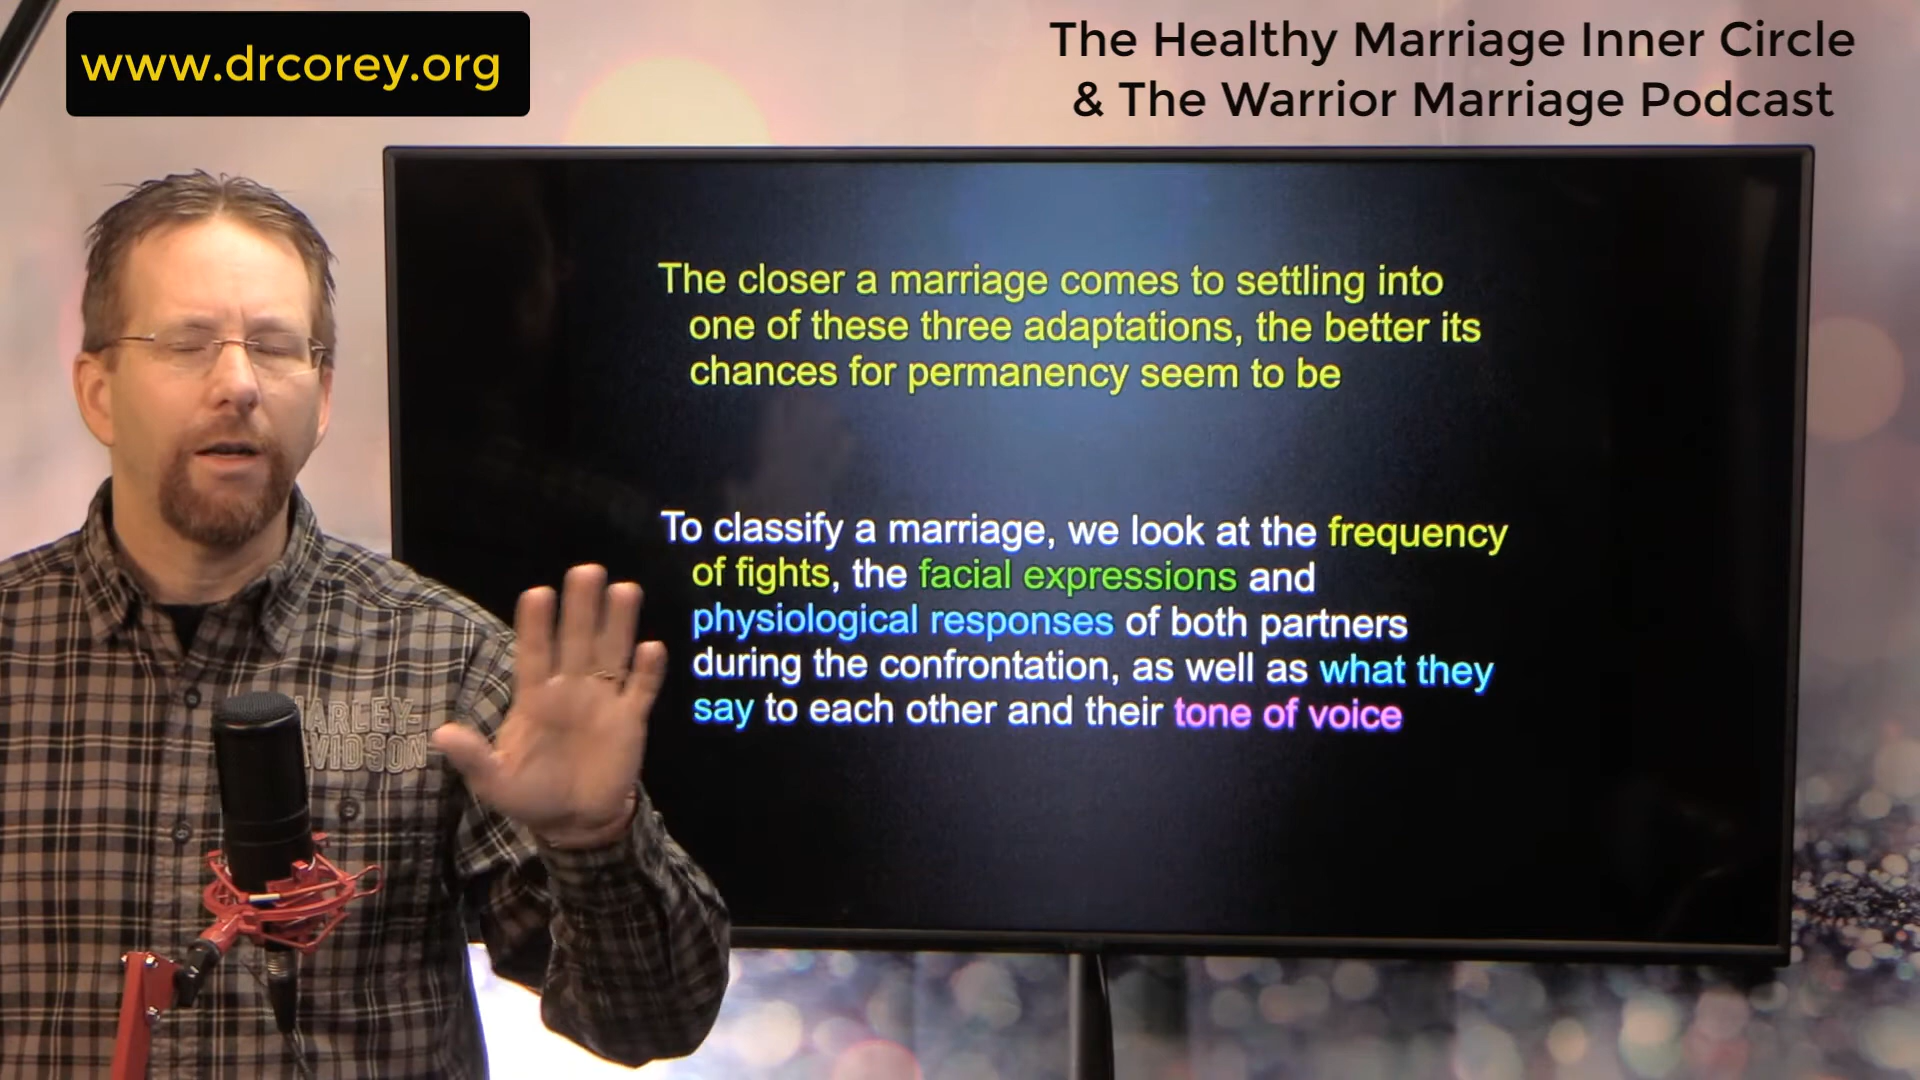 www.drcorey.org
The Healthy Marriage Inner Circle
& The Warrior Marriage Podcast
The closer a marriage comes to settling into
one of these three adaptations, the better its
chances for permanency seem to be
To classify a marriage, we look at the frequency
of fights, the facial expressions and
physiological responses of both partners
during the confrontation, as well as what they
say to each other and their tone of voice
HARLEY-
DAVIDSON